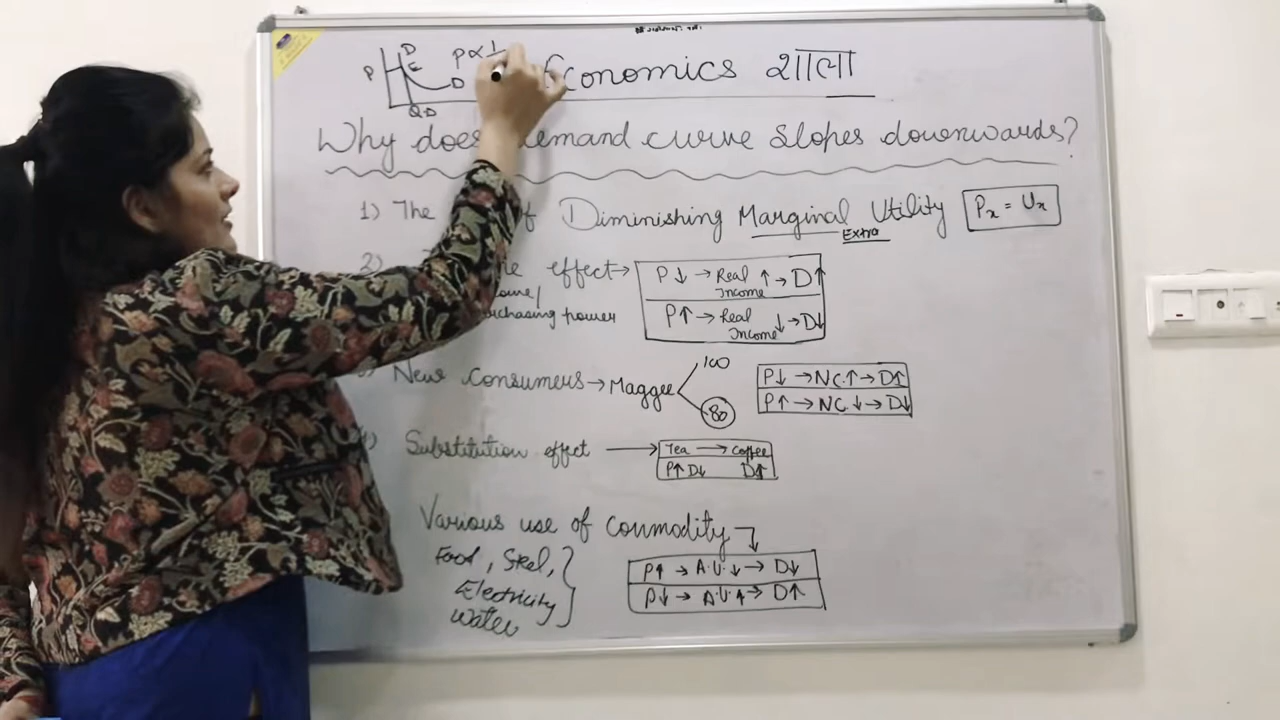 D
P E P∝1
D
QD
Economics शाला
Why does demand curve slopes downwards?
1) The of Diminishing Marginal Utility Px = Ux
Extra
2) effect→ P↓ →Real Income ↑→D↑
purchasing power P↑→Real Income ↓→D↓
New Consumers→Maggee 100 80
P↓ →N.C.↑→D↑
P↑→N.C.↓→D↓
Substitution effect → Tea → Coffee
P↑D↓ D↑
Various use of Commodity
Food, Steel,
Electricity
Water
P↑ → A.U.↓→ D↓
P↓→ A.U.↑→ D↑